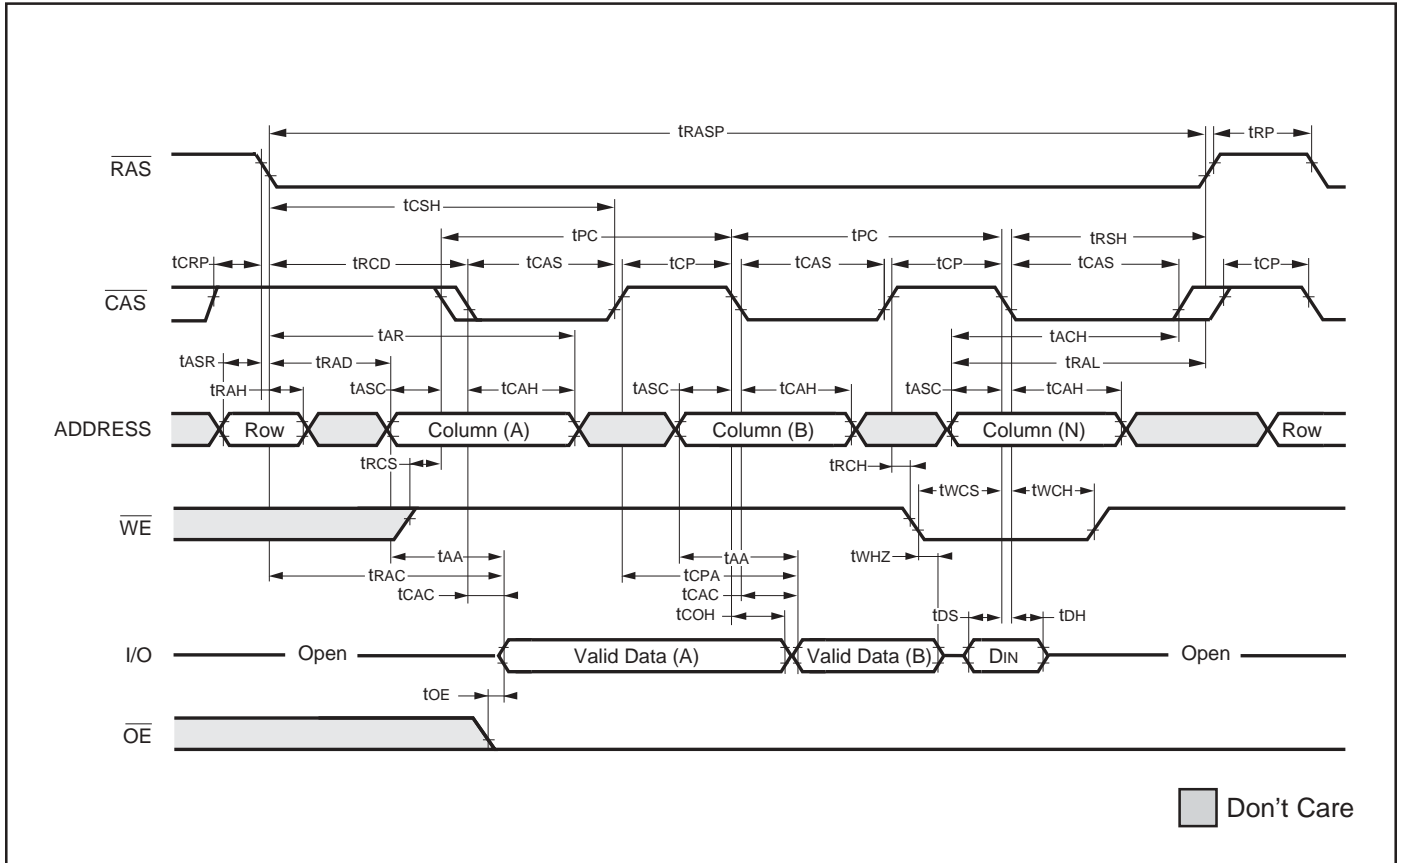 tRASP tRP
RAS
tCSH
tPC tPC tRSH
tCRP tRCD tCAS tCP tCAS tCP tCAS tCP
CAS
tAR tACH
tASR tRAD tRAL
tRAH tASC tCAH tASC tCAH tASC tCAH
ADDRESS Row Column (A) Column (B) Column (N) Row
tRCS tRCH
tWCS tWCH
WE
tAA tAA tWHZ
tRAC tCPA
tCAC tCAC
tCOH tDS tDH
I/O Open Valid Data (A) Valid Data (B) DIN Open
tOE
OE
Don't Care